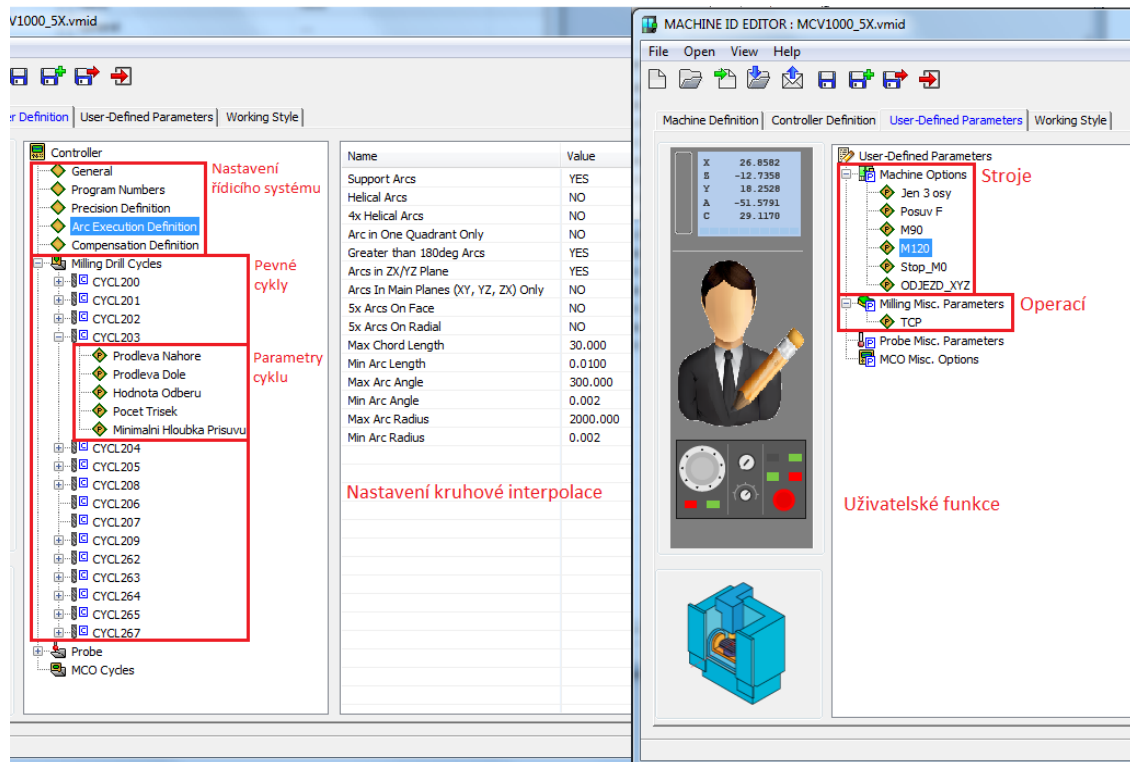 V1000_5X.vmid
er Definition User-Defined Parameters Working Style
Controller
General
Program Numbers
Precision Definition
Arc Execution Definition
Compensation Definition
Nastavení
řídicího systému
Milling Drill Cycles
CYCL200
CYCL201
CYCL202
CYCL203
Pevné
cykly
Prodleva Nahore
Prodleva Dole
Hodnota Odberu
Pocet Trisek
Minimalni Hloubka Prisuvu
Parametry
cyklu
CYCL204
CYCL205
CYCL208
CYCL206
CYCL207
CYCL209
CYCL262
CYCL263
CYCL264
CYCL265
CYCL267
Probe
MCO Cycles
Name Value
Support Arcs YES
Helical Arcs NO
4x Helical Arcs NO
Arc in One Quadrant Only NO
Greater than 180deg Arcs YES
Arcs in ZX/YZ Plane YES
Arcs In Main Planes (XY, YZ, ZX) Only NO
5x Arcs On Face NO
5x Arcs On Radial NO
Max Chord Length 30.000
Min Arc Length 0.0100
Max Arc Angle 300.000
Min Arc Angle 0.002
Max Arc Radius 2000.000
Min Arc Radius 0.002
Nastavení kruhové interpolace
MACHINE ID EDITOR : MCV1000_5X.vmid
File Open View Help
Machine Definition Controller Definition User-Defined Parameters Working Style
X 26.8582
S -12.7358
Y 18.2528
A -51.5791
C 29.1170
User-Defined Parameters
Machine Options
Jen 3 osy
Posuv F
M90
M120
Stop_M0
ODJEZD_XYZ
Stroje
Milling Misc. Parameters
TCP
Operací
Probe Misc. Parameters
MCO Misc. Options
Uživatelské funkce